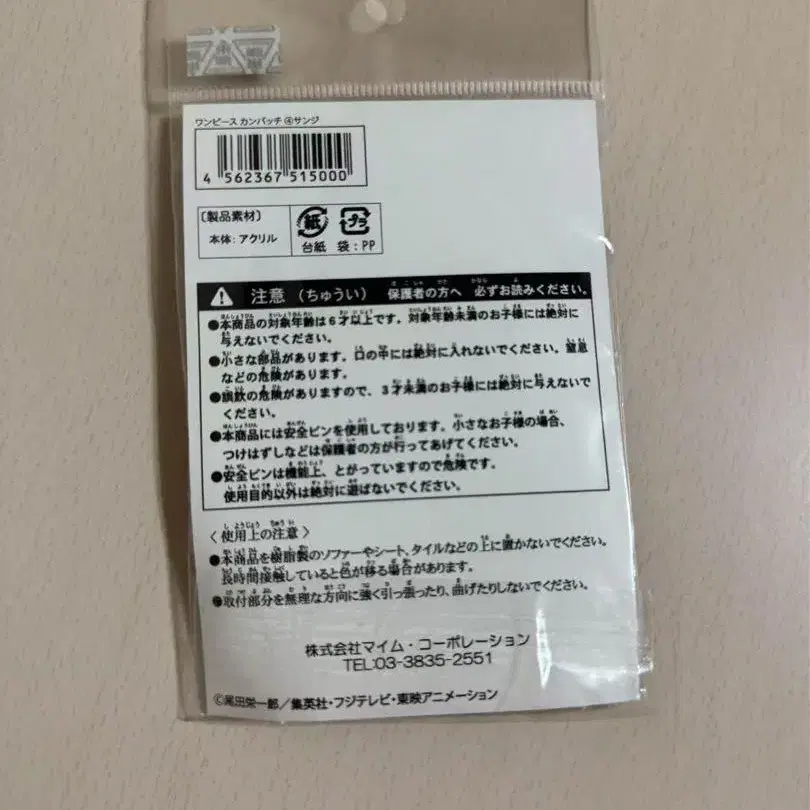 ワンピース カンバッチ ④サンジ
4 562367 515000
〔製品素材〕
本体：アクリル
紙 プラ
台紙 袋：PP
注意（ちゅうい） 保護者の方へ 必ずお読みください。
●本商品の対象年齢は6才以上です。対象年齢未満のお子様には絶対に
与えないでください。
●小さな部品があります。口の中には絶対に入れないでください。窒息
などの危険があります。
●誤飲の危険がありますので、3才未満のお子様には絶対に与えないで
ください。
●本商品には安全ピンを使用しております。小さなお子様の場合、
つけはずしなどは保護者の方が行ってあげてください。
●安全ピンは機能上、とがっていますので危険です。
使用目的以外は絶対に遊ばないでください。
〈使用上の注意〉
●本商品を樹脂製のソファーやシート、タイルなどの上に置かないでください。
長時間接触していると色が移る場合があります。
●取付部分を無理な方向に強く引っ張ったり、曲げたりしないでください。
株式会社マイム・コーポレーション
TEL:03-3835-2551
©尾田栄一郎／集英社・フジテレビ・東映アニメーション